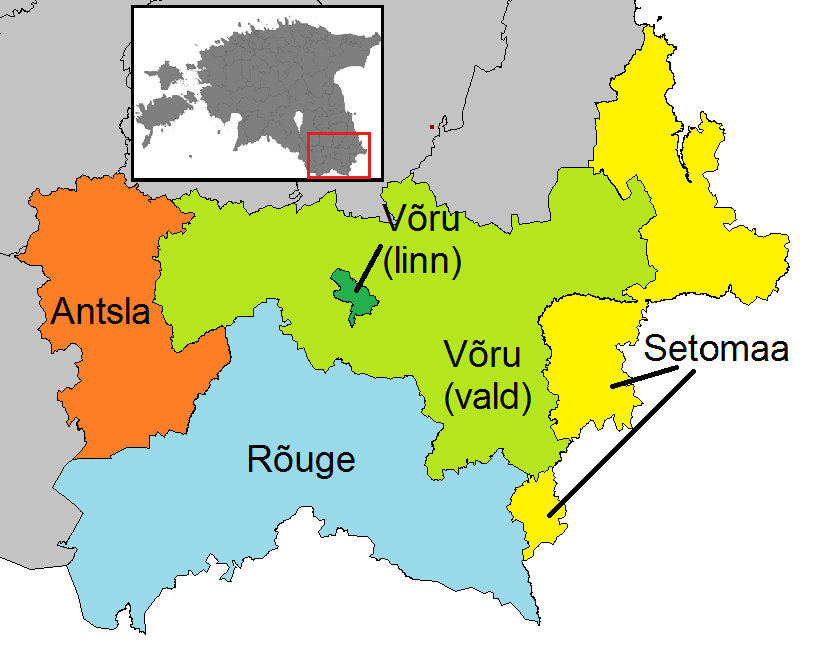 Võru
(linn)
Antsla
Võru
(vald)
Setomaa
Rõuge